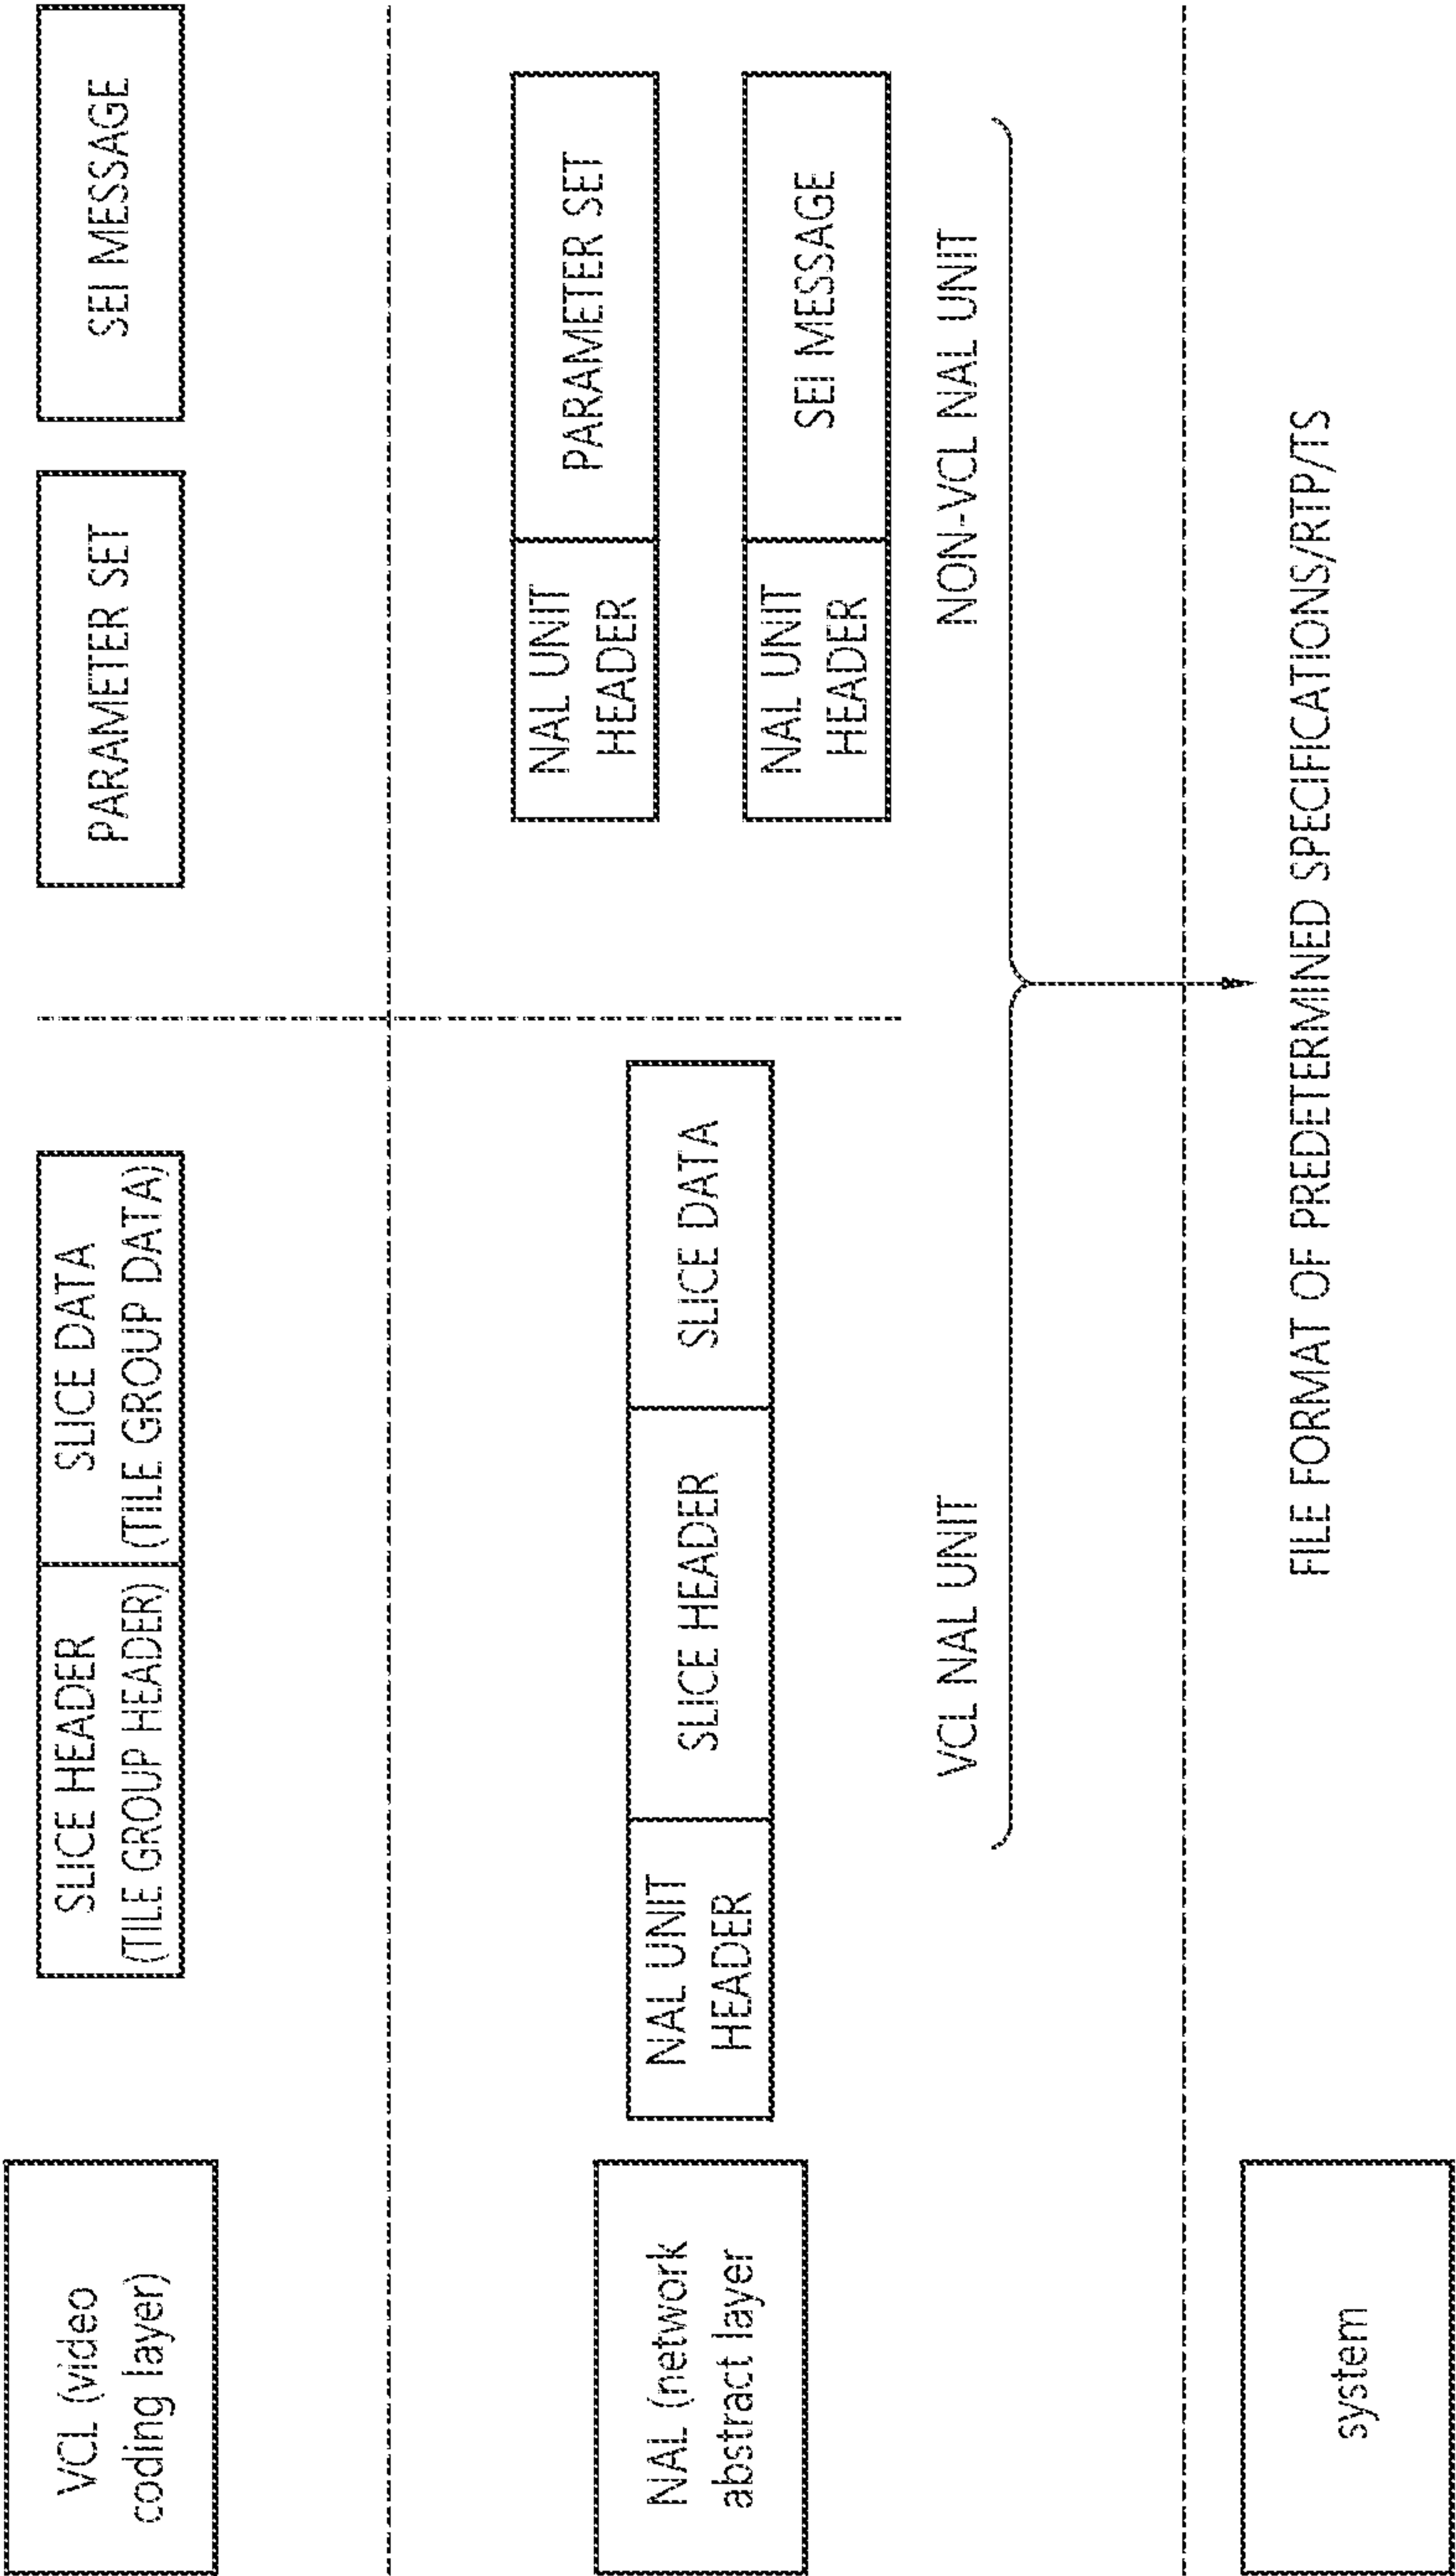 VCL (video
coding layer)
SLICE HEADER
(TILE GROUP HEADER)
SLICE DATA
(TILE GROUP DATA)
PARAMETER SET
SEI MESSAGE
NAL (network
abstract layer
NAL UNIT
HEADER
SLICE HEADER
SLICE DATA
NAL UNIT
HEADER
PARAMETER SET
NAL UNIT
HEADER
SEI MESSAGE
VCL NAL UNIT
NON-VCL NAL UNIT
system
FILE FORMAT OF PREDETERMINED SPECIFICATIONS/RTP/TS